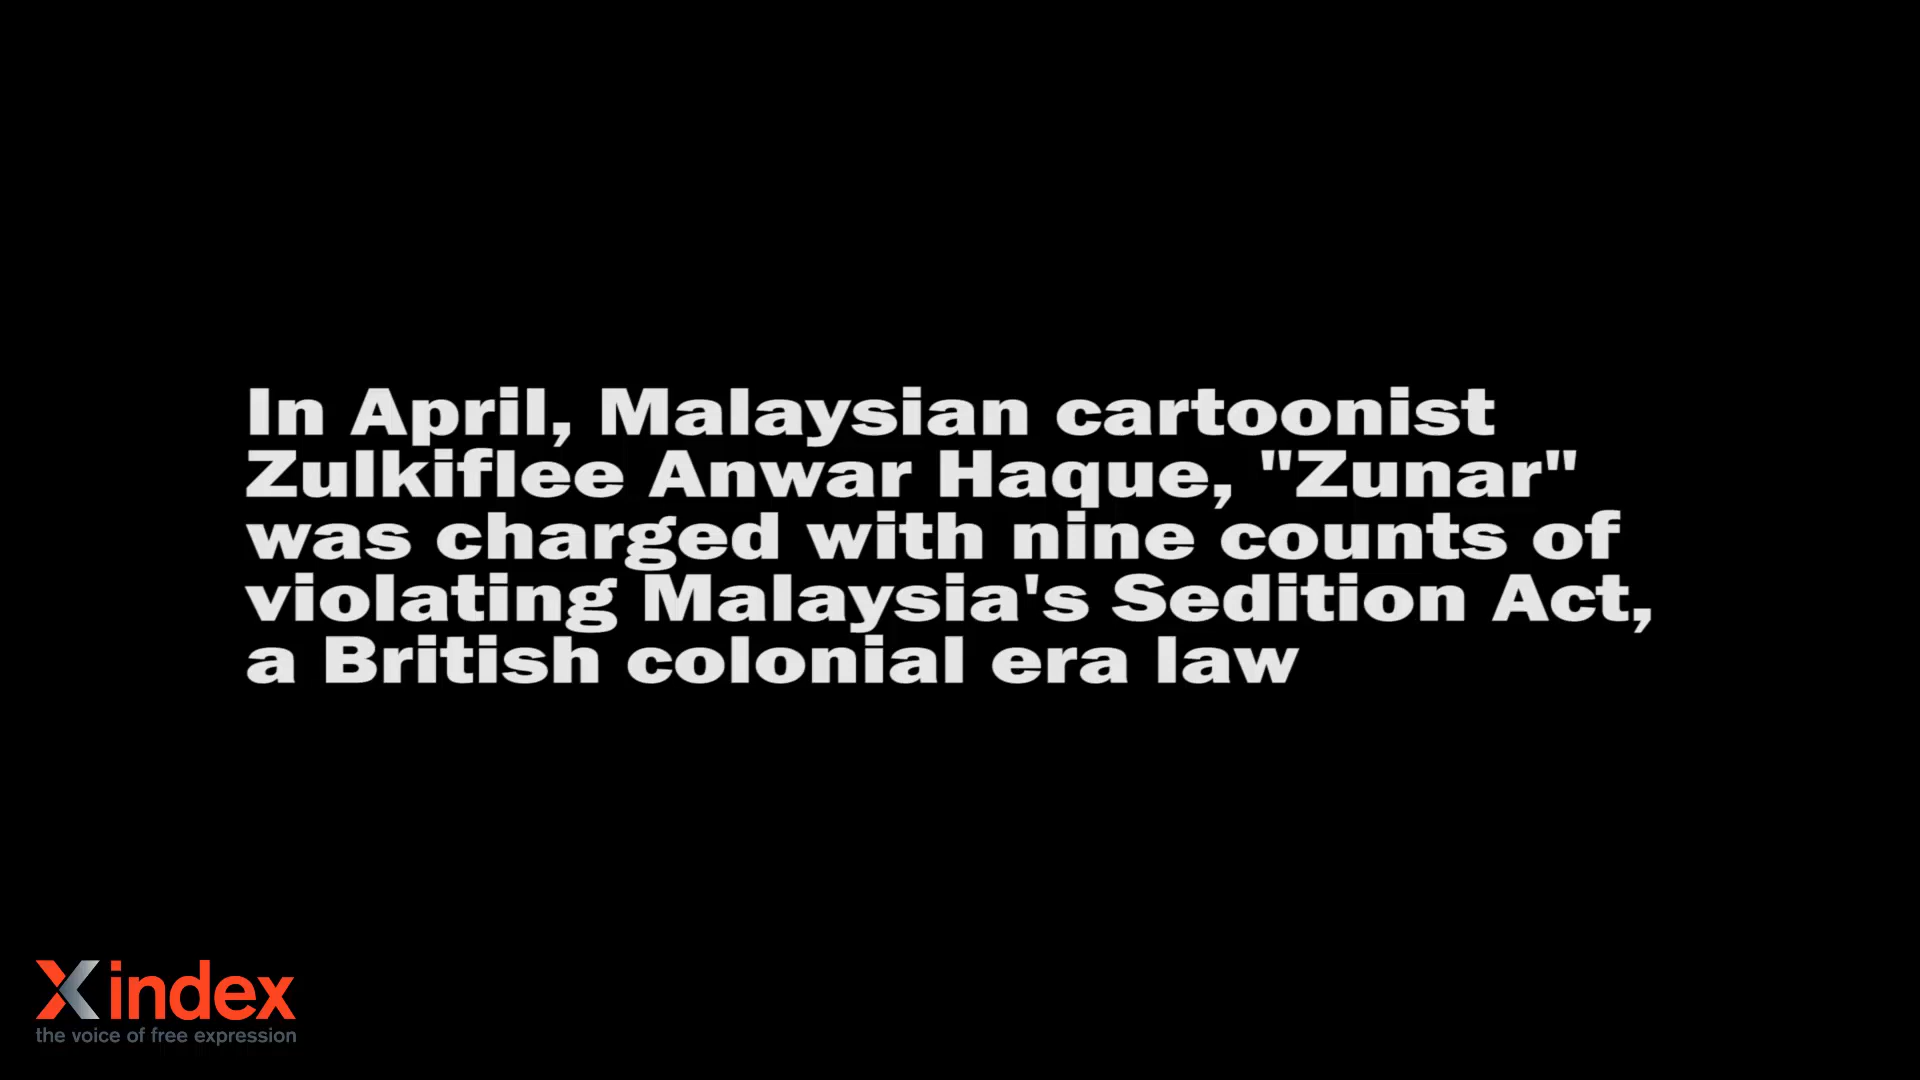 In April, Malaysian cartoonist
Zulkiflee Anwar Haque, "Zunar"
was charged with nine counts of
violating Malaysia's Sedition Act,
a British colonial era law
X index
the voice of free expression